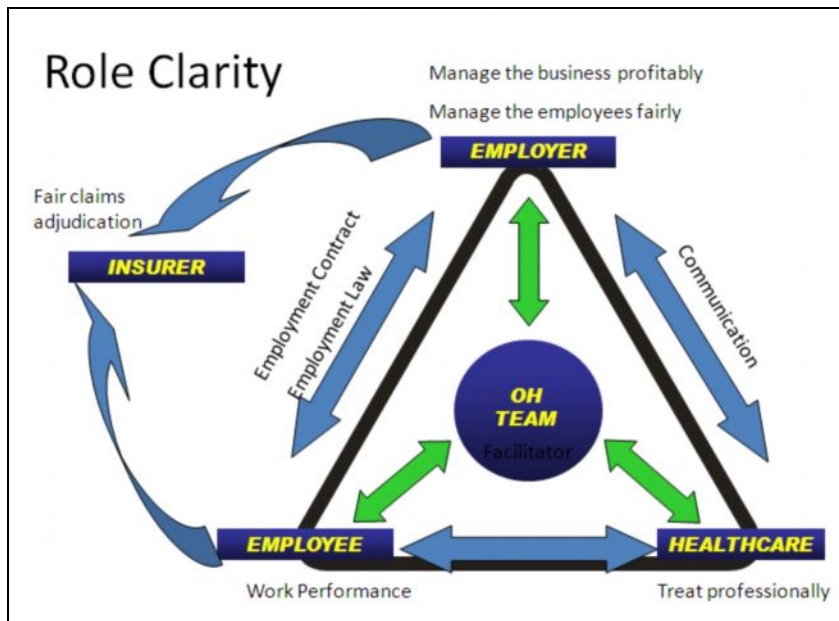 Role Clarity
Manage the business profitably
Manage the employees fairly
EMPLOYER
Fair claims
adjudication
INSURER
Employment Contract
Employment Law
Communication
OH
TEAM
Facilitator
EMPLOYEE
HEALTHCARE
Work Performance
Treat professionally